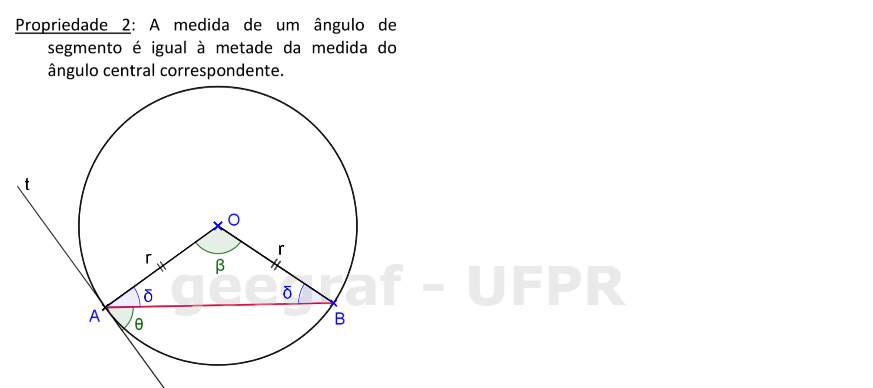 Propriedade 2: A medida de um ângulo de
segmento é igual à metade da medida do
ângulo central correspondente.
t
O
r
r
β
δ
δ
geegraf - UFPR
A
θ
B